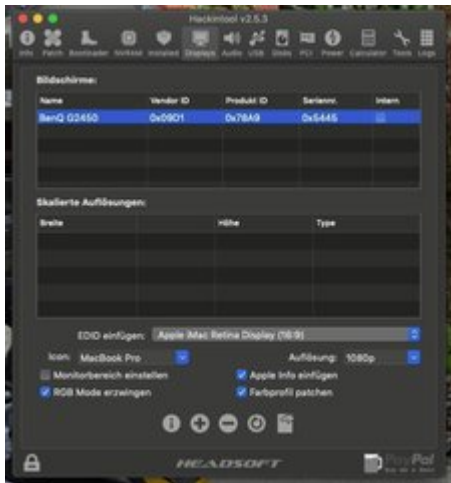 Hackintool v2.5.3
Info Patch Bootloader NVRAM Installed Displays Audio USB Disks PCI Power Calculator Tools Logs
Bildschirme:
Name Vendor ID Produkt ID Seriennr. Intern
BenQ G2450 0x09D1 0x78A9 0x5445
Skalierte Auflösungen:
Breite Höhe Type
EDID einfügen: Apple iMac Retina Display (16:9)
Icon: MacBook Pro Auflösung: 1080p
Monitorbereich einstellen Apple Info einfügen
RGB Mode erzwingen Farbprofil patchen
HEADSOFT
PayPal